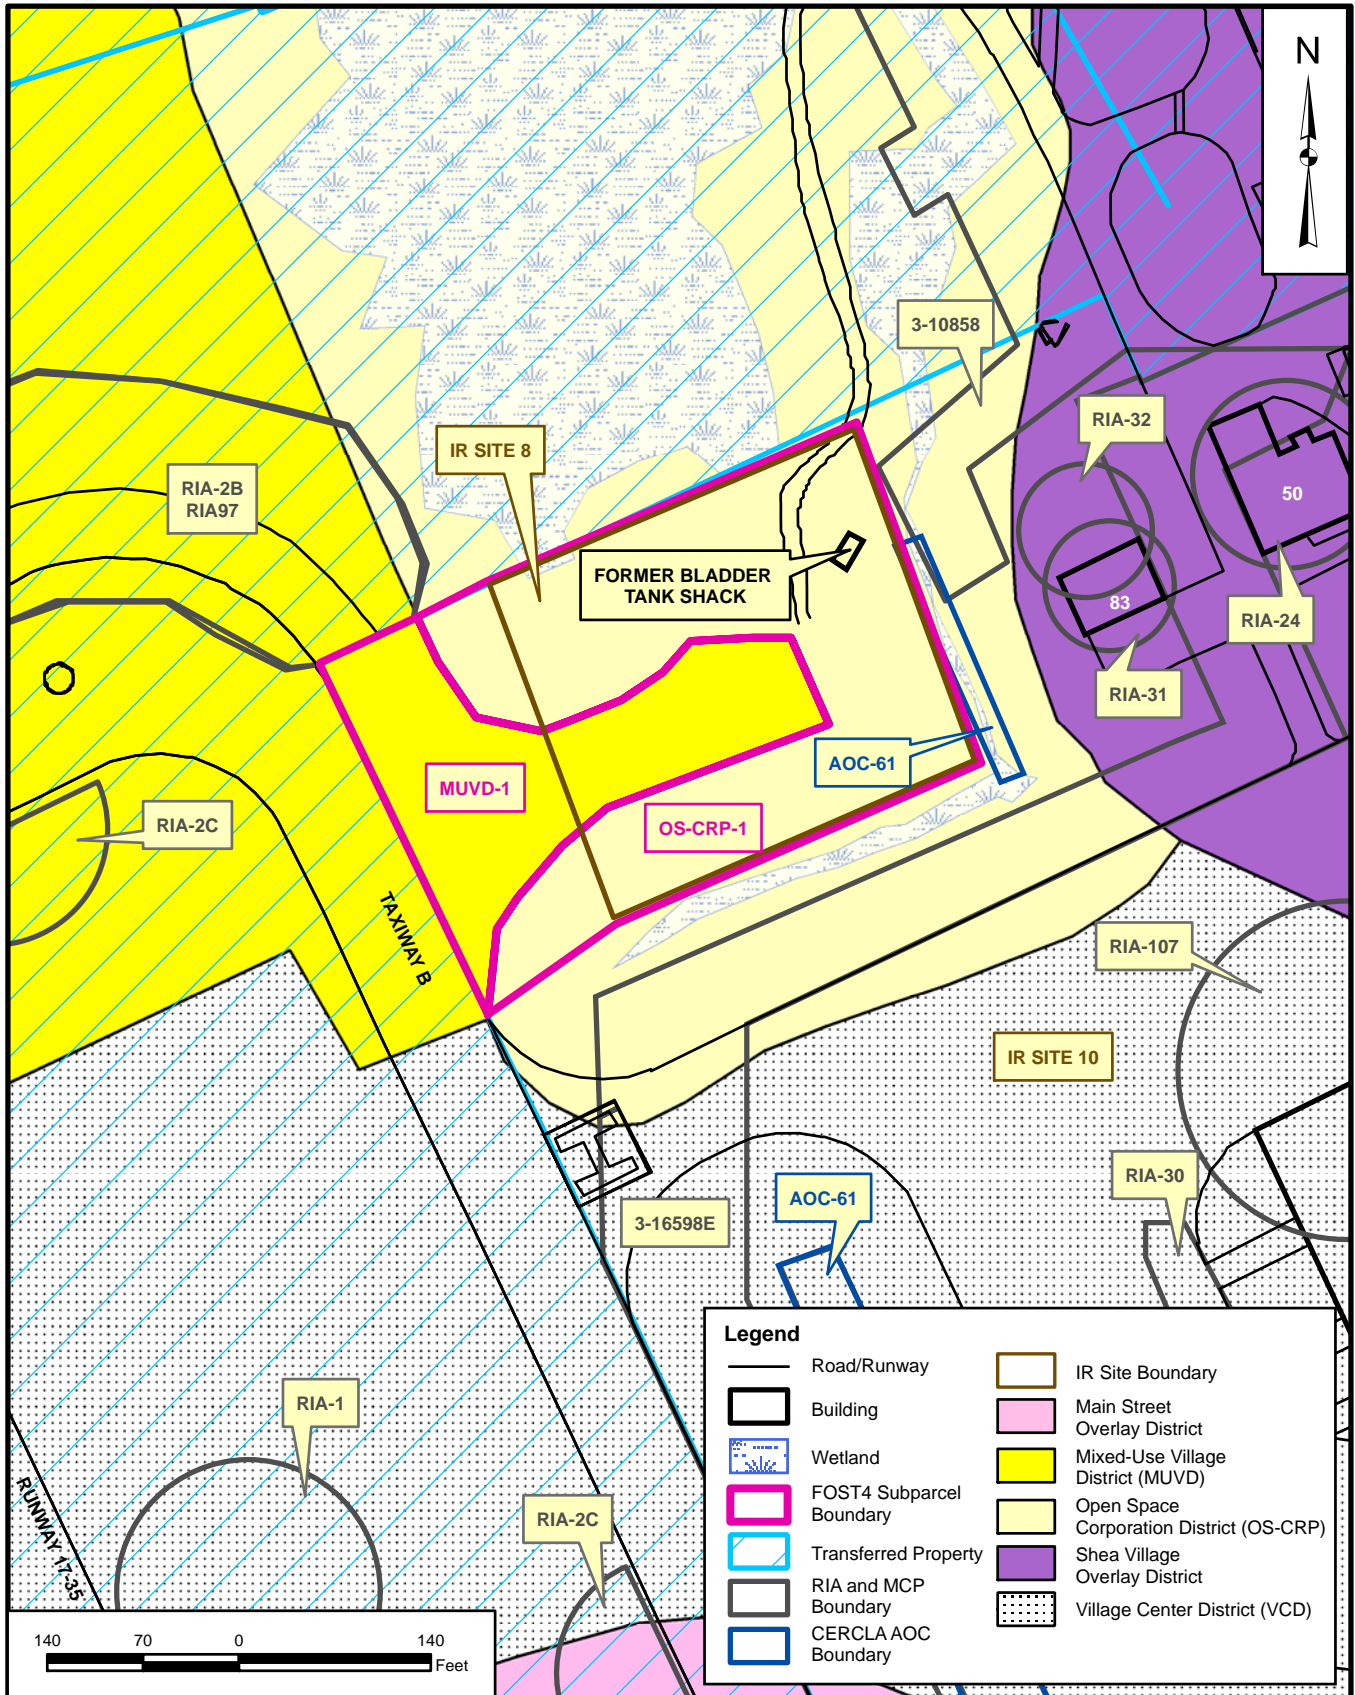 N
3-10858
RIA-32
IR SITE 8
RIA-2B
RIA97
50
FORMER BLADDER
TANK SHACK
83
RIA-24
RIA-31
AOC-61
MUVD-1
OS-CRP-1
RIA-2C
TAXIWAY B
RIA-107
IR SITE 10
RIA-30
AOC-61
3-16598E
RIA-1
RIA-2C
RUNWAY 17-35
Legend
Road/Runway
Building
Wetland
FOST4 Subparcel
Boundary
Transferred Property
RIA and MCP
Boundary
CERCLA AOC
Boundary
IR Site Boundary
Main Street
Overlay District
Mixed-Use Village
District (MUVD)
Open Space
Corporation District (OS-CRP)
Shea Village
Overlay District
Village Center District (VCD)
140 70 0 140
Feet